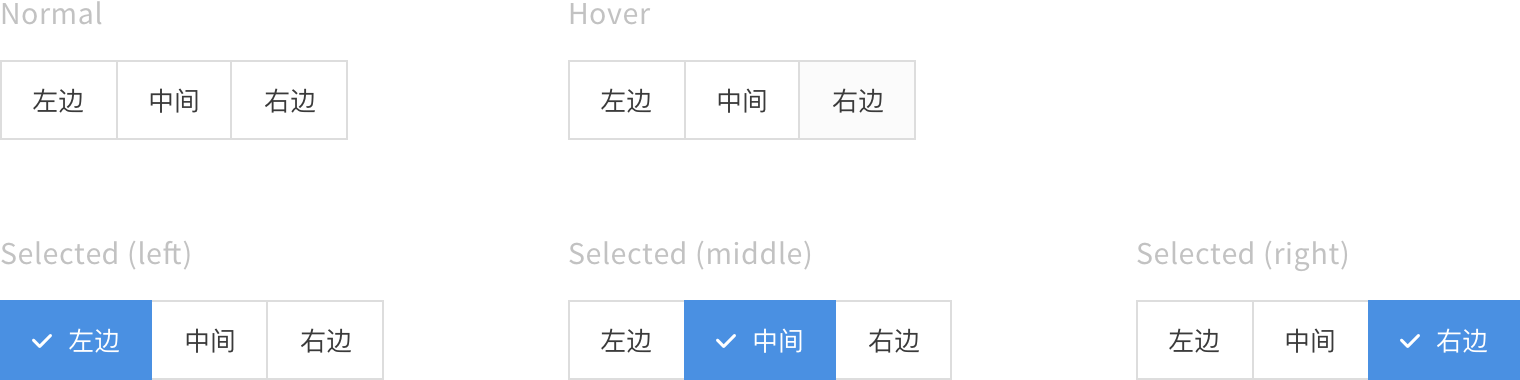 Normal
Hover
左边 中间 右边
左边 中间 右边
Selected (left)
Selected (middle)
Selected (right)
左边 中间 右边
左边 中间 右边
左边 中间 右边